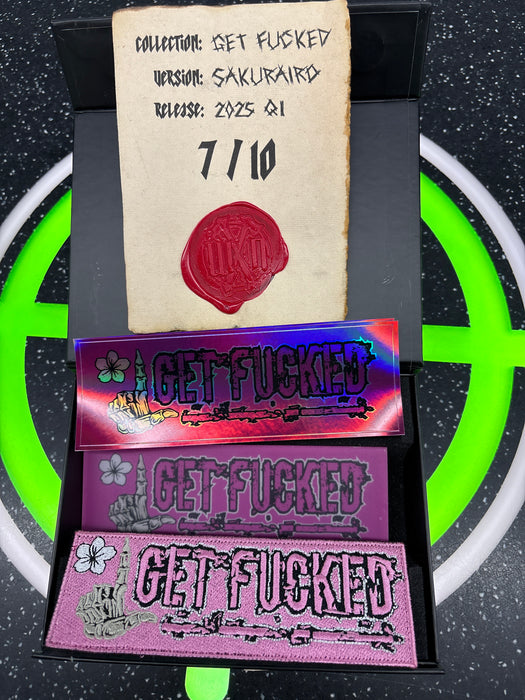 COLLECTION: GET FUCKED
VERSION: SAKURAIRO
RELEASE: 2025 Q1
7/10
GET FUCKED
GET FUCKED
GET FUCKED